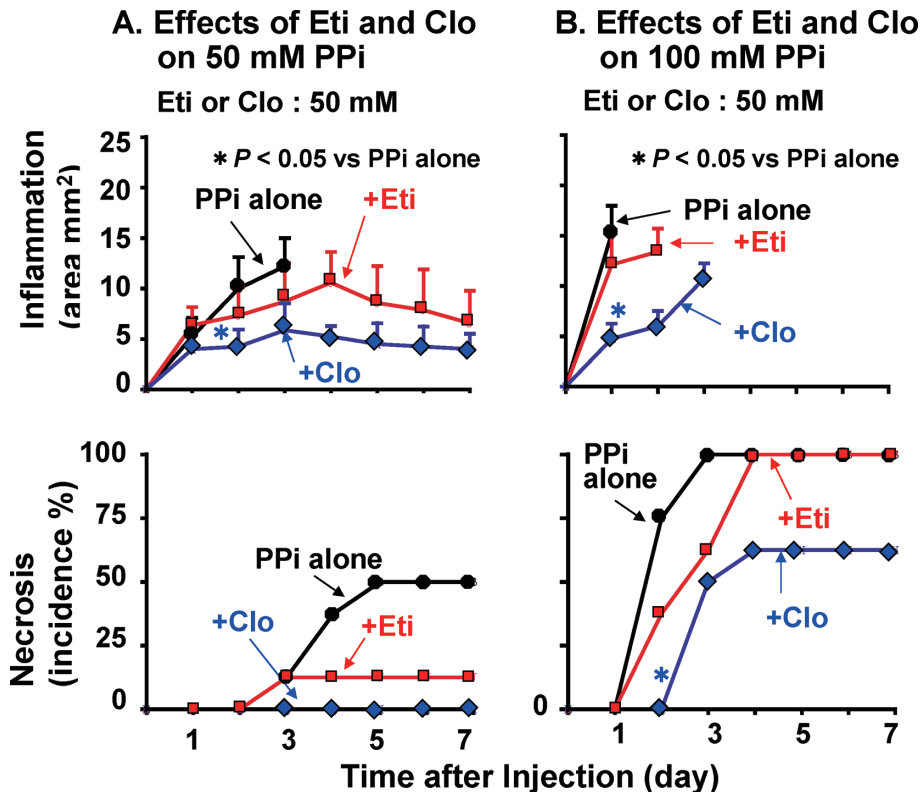 A. Effects of Eti and Clo
on 50 mM PPi
Eti or Clo : 50 mM
B. Effects of Eti and Clo
on 100 mM PPi
Eti or Clo : 50 mM
Inflammation
(area mm²)
25
20
15
10
5
0
* P < 0.05 vs PPi alone
PPi alone
+Eti
*
+Clo
* P < 0.05 vs PPi alone
PPi alone
+Eti
*
+Clo
Necrosis
(incidence %)
100
75
50
25
0
PPi alone
+Clo
+Eti
1
3
5
7
PPi
alone
+Eti
+Clo
*
0
1
3
5
7
Time after Injection (day)